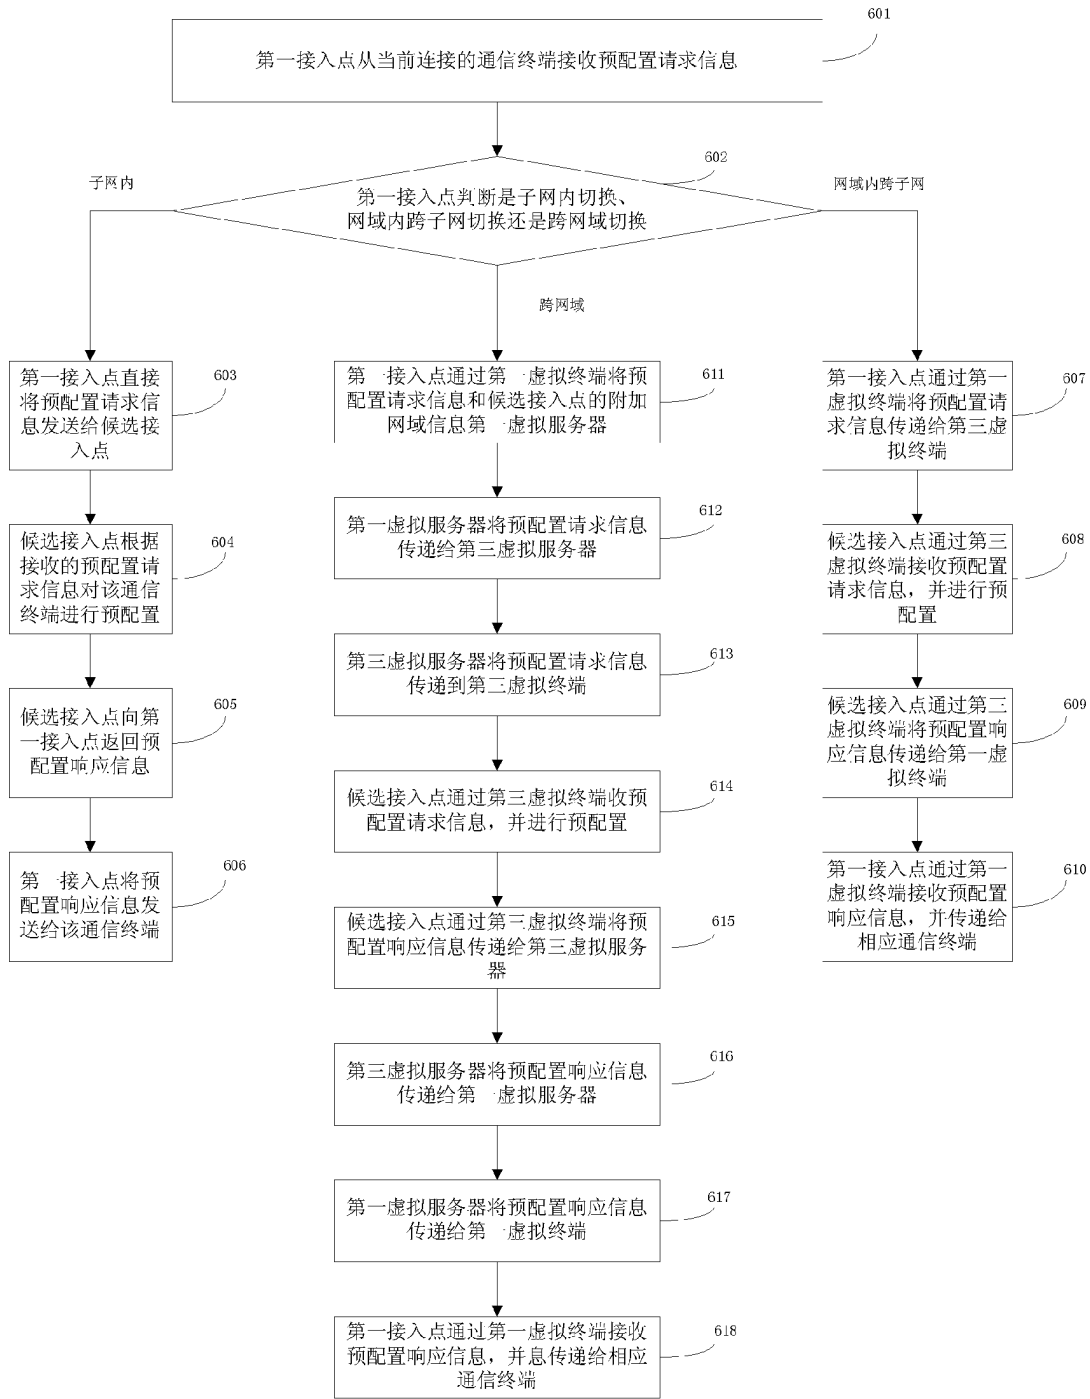 601
第一接入点从当前连接的通信终端接收预配置请求信息
602
子网内
网域内跨子网
第一接入点判断是子网内切换、
网域内跨子网切换还是跨网域切换
跨网域
第一接入点直接
将预配置请求信
息发送给候选接
入点
603
候选接入点根据
接收的预配置请
求信息对该通信
终端进行预配置
604
候选接入点向第
一接入点返回预
配置响应信息
605
第一接入点将预
配置响应信息发
送给该通信终端
606
第一接入点通过第一虚拟终端将预
配置请求信息和候选接入点的附加
网域信息第一虚拟服务器
611
第一虚拟服务器将预配置请求信息
传递给第三虚拟服务器
612
第三虚拟服务器将预配置请求信息
传递到第三虚拟终端
613
候选接入点通过第三虚拟终端收预
配置请求信息，并进行预配置
614
候选接入点通过第三虚拟终端将预
配置响应信息传递给第三虚拟服务
器
615
第三虚拟服务器将预配置响应信息
传递给第一虚拟服务器
616
第一虚拟服务器将预配置响应信息
传递给第一虚拟终端
617
第一接入点通过第一虚拟终端接收
预配置响应信息，并息传递给相应
通信终端
618
第一接入点通过第一
虚拟终端将预配置请
求信息传递给第三虚
拟终端
607
候选接入点通过第三
虚拟终端接收预配置
请求信息，并进行预
配置
608
候选接入点通过第三
虚拟终端将预配置响
应信息传递给第一虚
拟终端
609
第一接入点通过第一
虚拟终端接收预配置
响应信息，并传递给
相应通信终端
610